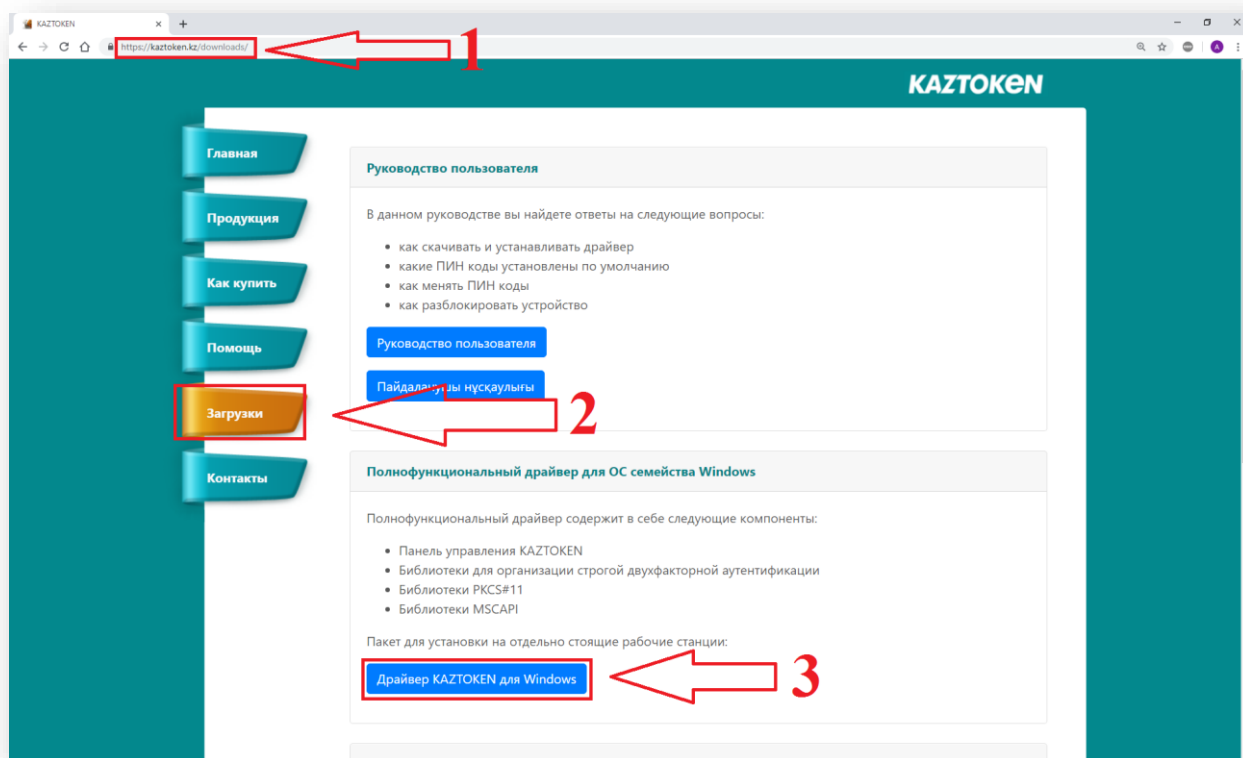 KAZTOKEN
https://kaztoken.kz/downloads/
1
KAZTOKEN
Главная
Продукция
Как купить
Помощь
Загрузки
Контакты
Руководство пользователя
В данном руководстве вы найдете ответы на следующие вопросы:
как скачивать и устанавливать драйвер
какие ПИН коды установлены по умолчанию
как менять ПИН коды
как разблокировать устройство
Руководство пользователя
Пайдаланушы нұсқаулығы
2
Полнофункциональный драйвер для ОС семейства Windows
Полнофункциональный драйвер содержит в себе следующие компоненты:
Панель управления KAZTOKEN
Библиотеки для организации строгой двухфакторной аутентификации
Библиотеки PKCS#11
Библиотеки MSCAPI
Пакет для установки на отдельно стоящие рабочие станции:
Драйвер KAZTOKEN для Windows
3